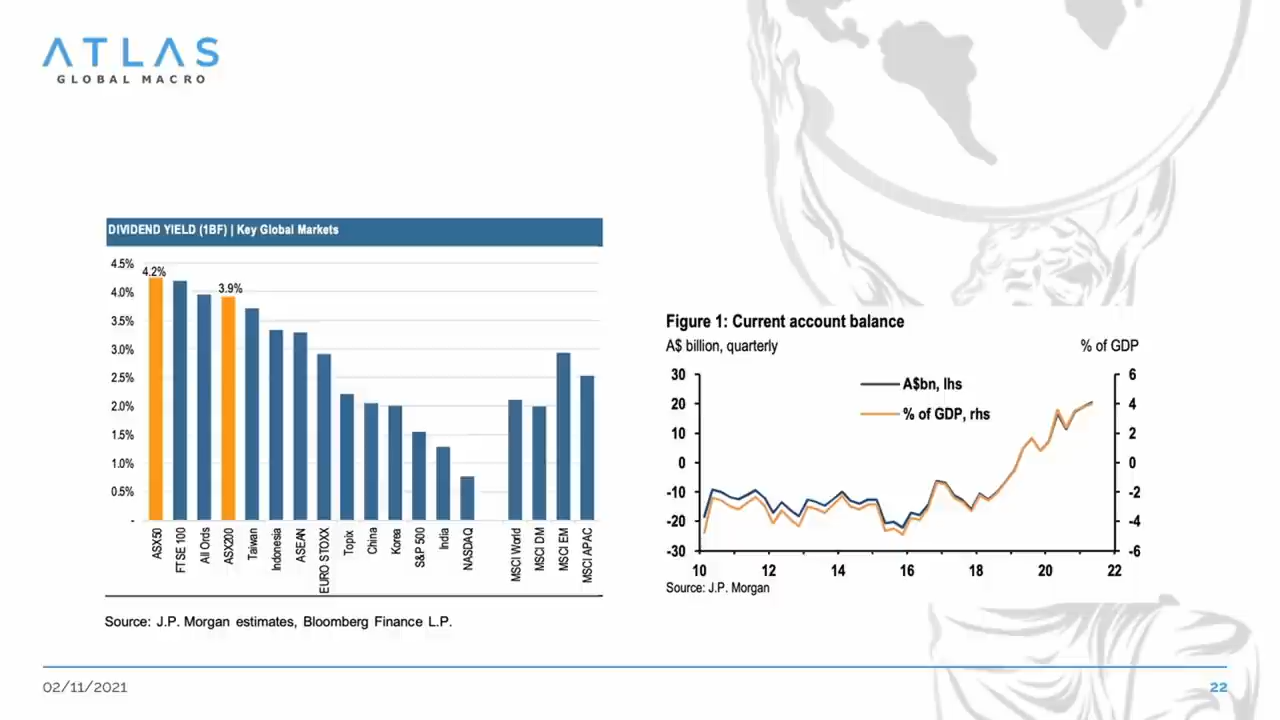 ATLAS
GLOBAL MACRO
DIVIDEND YIELD (1BF) | Key Global Markets
4.5%
4.0%
3.5%
3.0%
2.5%
2.0%
1.5%
1.0%
0.5%
-
4.2%
3.9%
ASX50
FTSE 100
All Ords
ASX200
Taiwan
Indonesia
ASEAN
EURO STOXX
Topix
China
Korea
S&P 500
India
NASDAQ
MSCI World
MSCI DM
MSCI EM
MSCI APAC
Source: J.P. Morgan estimates, Bloomberg Finance L.P.
Figure 1: Current account balance
A$ billion, quarterly
% of GDP
30
20
10
0
-10
-20
-30
A$bn, lhs
% of GDP, rhs
6
4
2
0
-2
-4
-6
10 12 14 16 18 20 22
Source: J.P. Morgan
02/11/2021
22